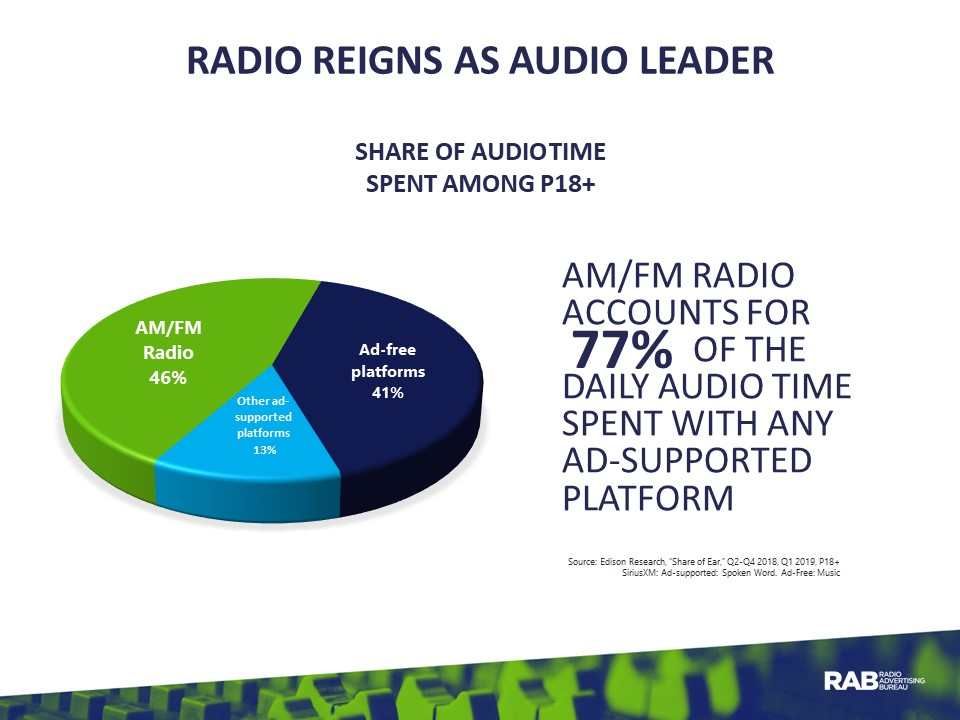 RADIO REIGNS AS AUDIO LEADER
SHARE OF AUDIO TIME
SPENT AMONG P18+
AM/FM
Radio
46%
Ad-free
platforms
41%
Other ad-
supported
platforms
13%
AM/FM RADIO
ACCOUNTS FOR
77% OF THE
DAILY AUDIO TIME
SPENT WITH ANY
AD-SUPPORTED
PLATFORM
Source: Edison Research, "Share of Ear," Q2-Q4 2018, Q1 2019, P18+
SiriusXM: Ad-supported: Spoken Word. Ad-Free: Music
RAB RADIO
ADVERTISING
BUREAU